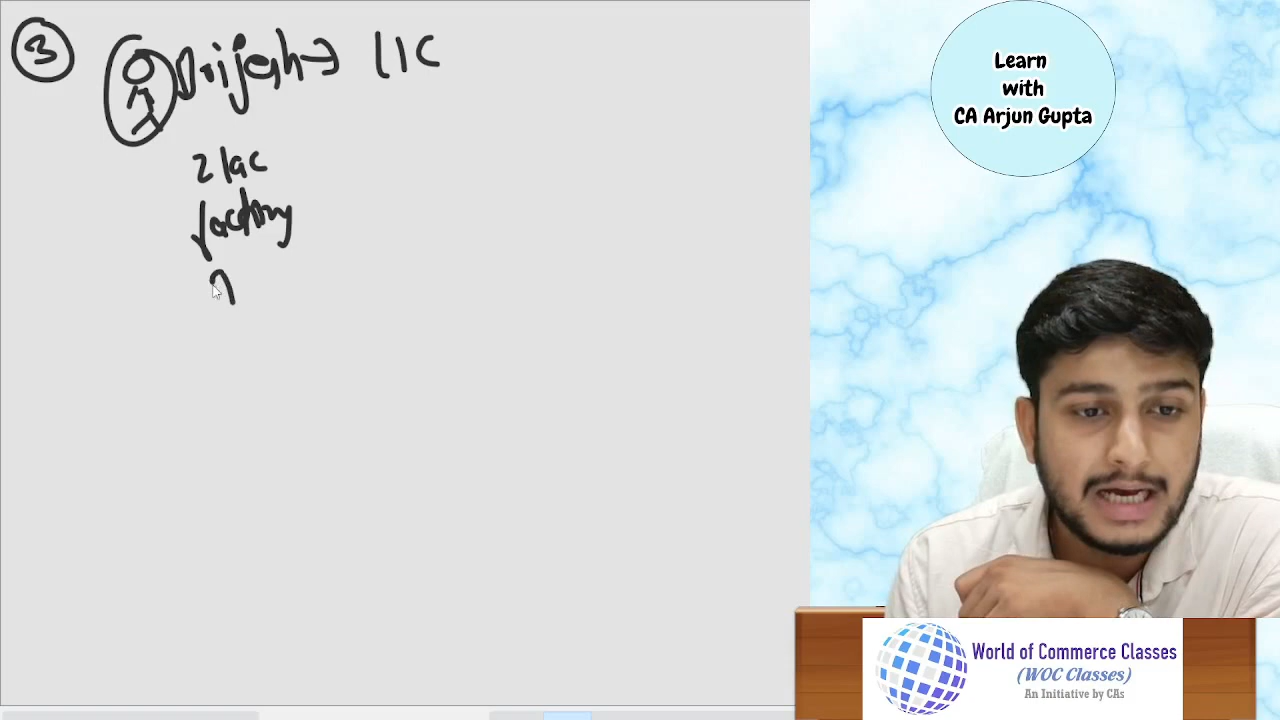 3
Brijesh → LIC
2 lac
factory
Learn
with
CA Arjun Gupta
World of Commerce Classes
(WOC Classes)
An Initiative by CAs